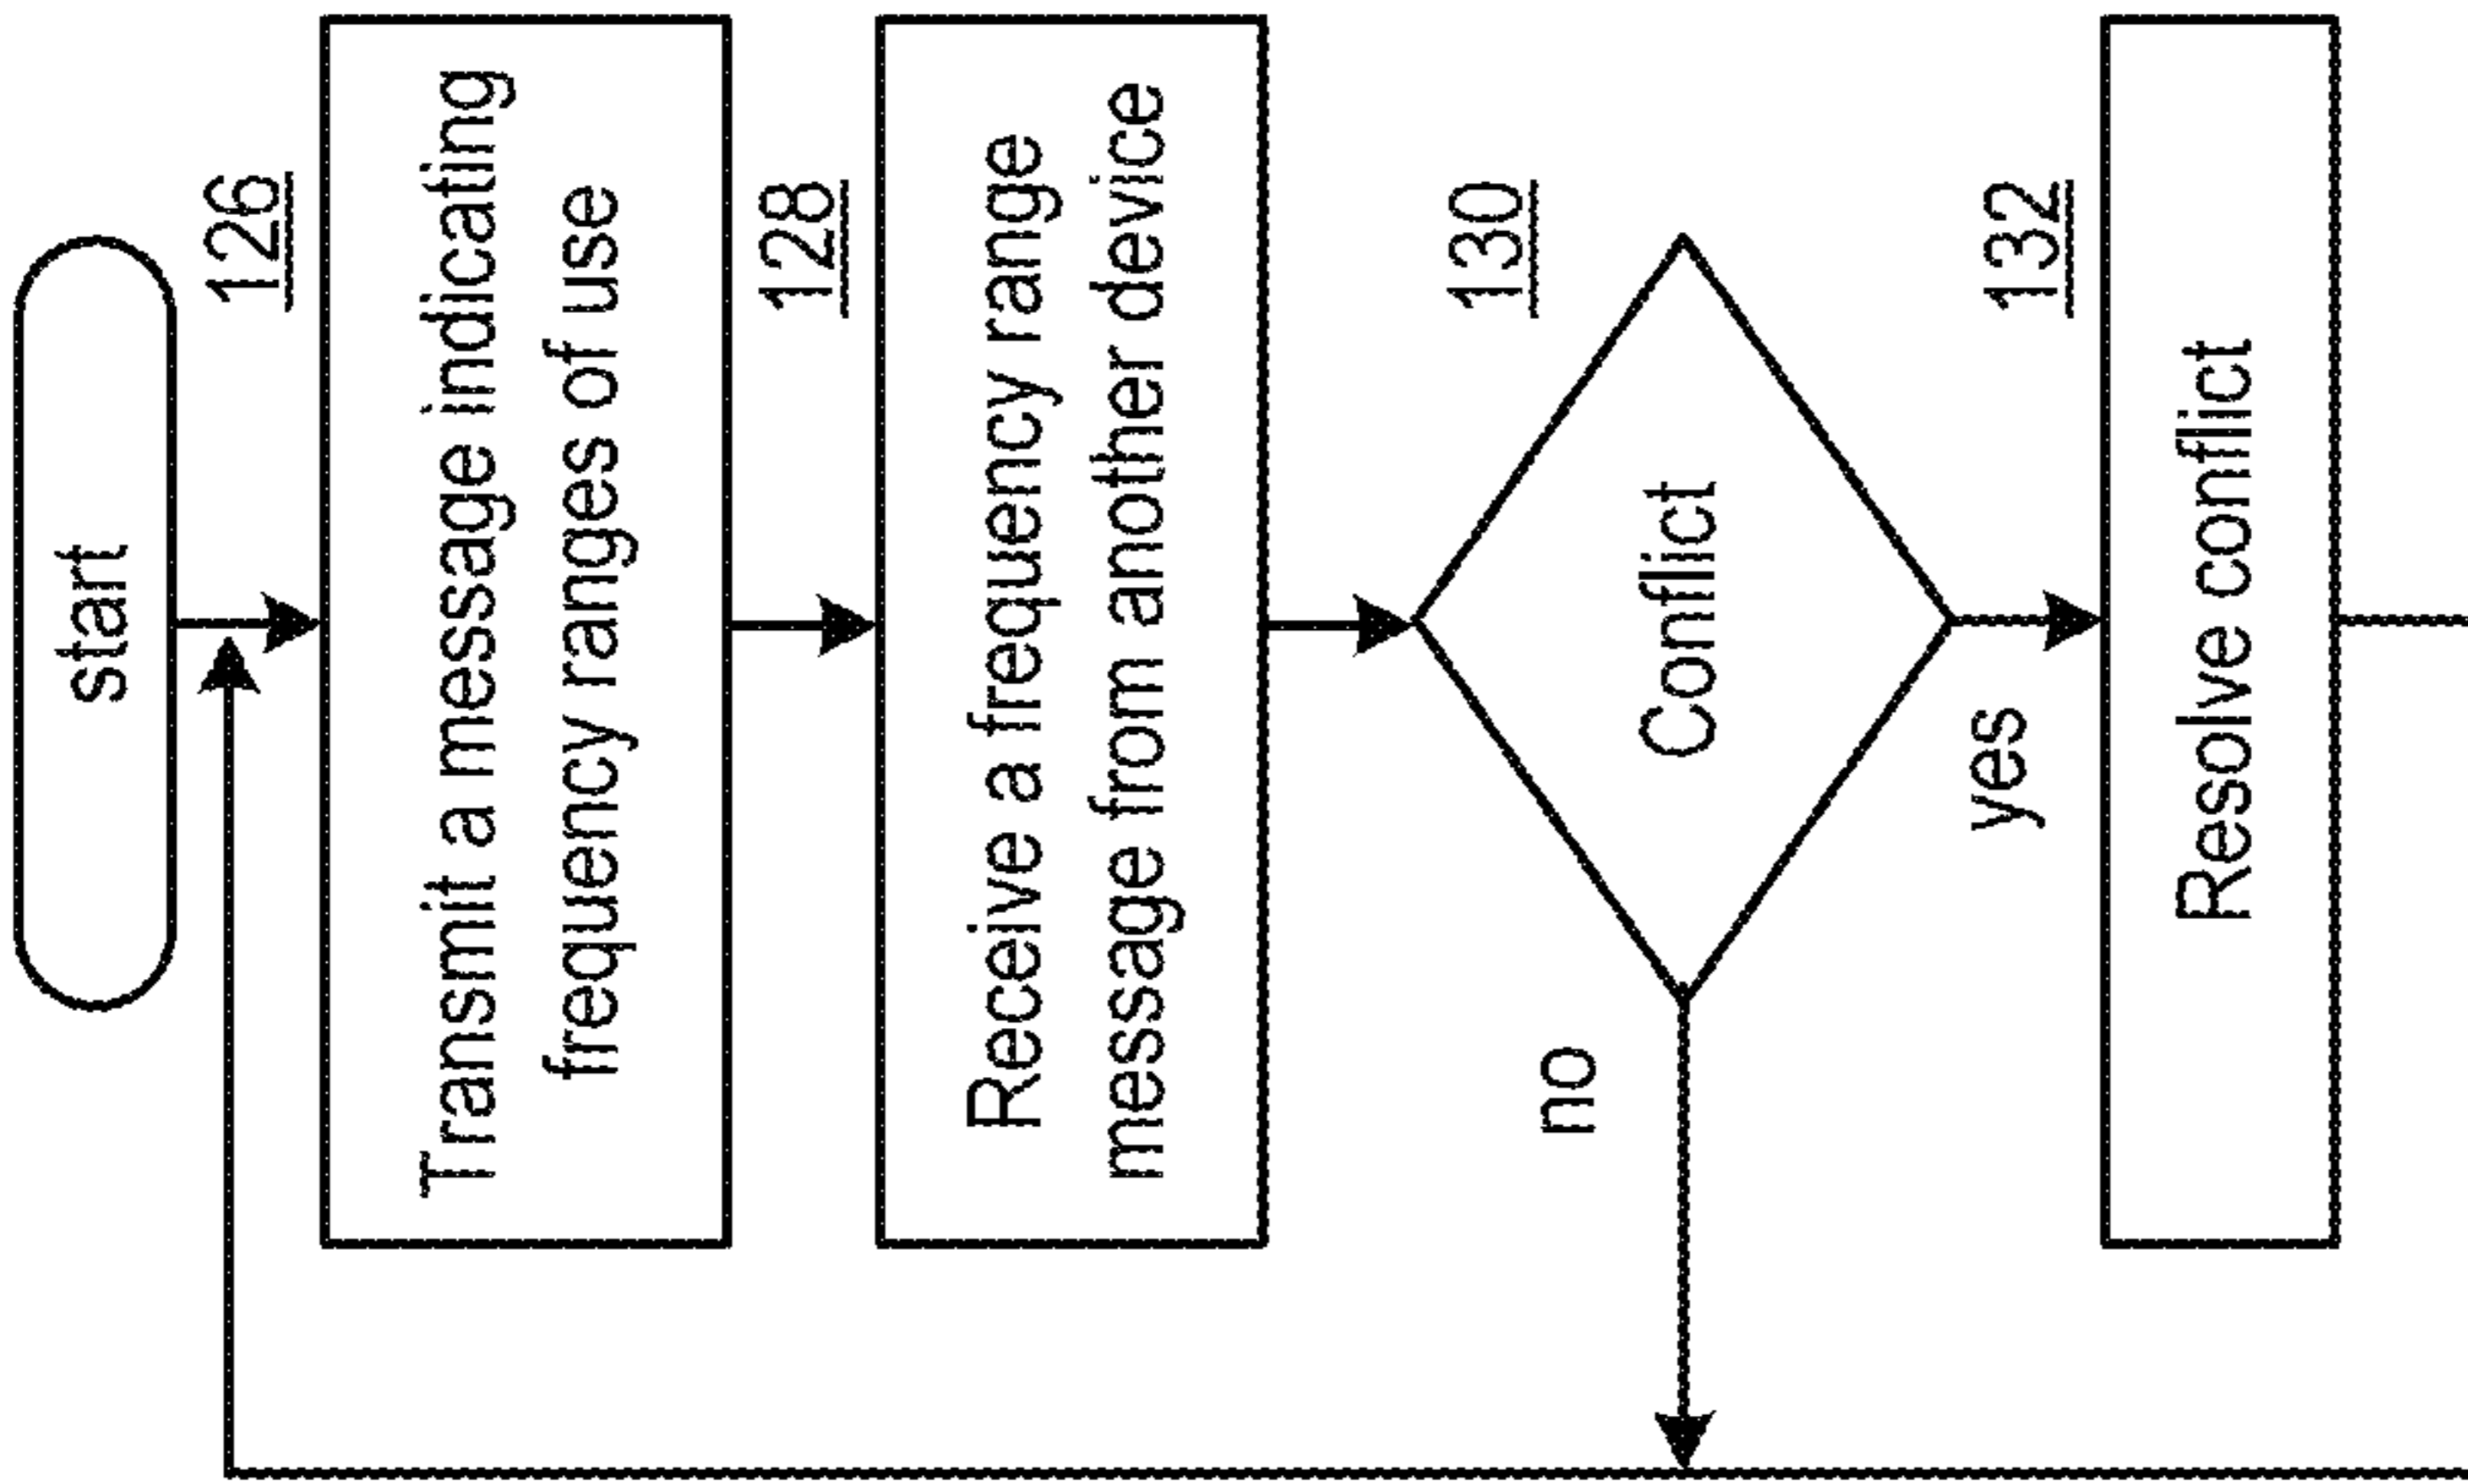 start
126
Transmit a message indicating
frequency ranges of use
128
Receive a frequency range
message from another device
130
Conflict
no
yes
132
Resolve conflict